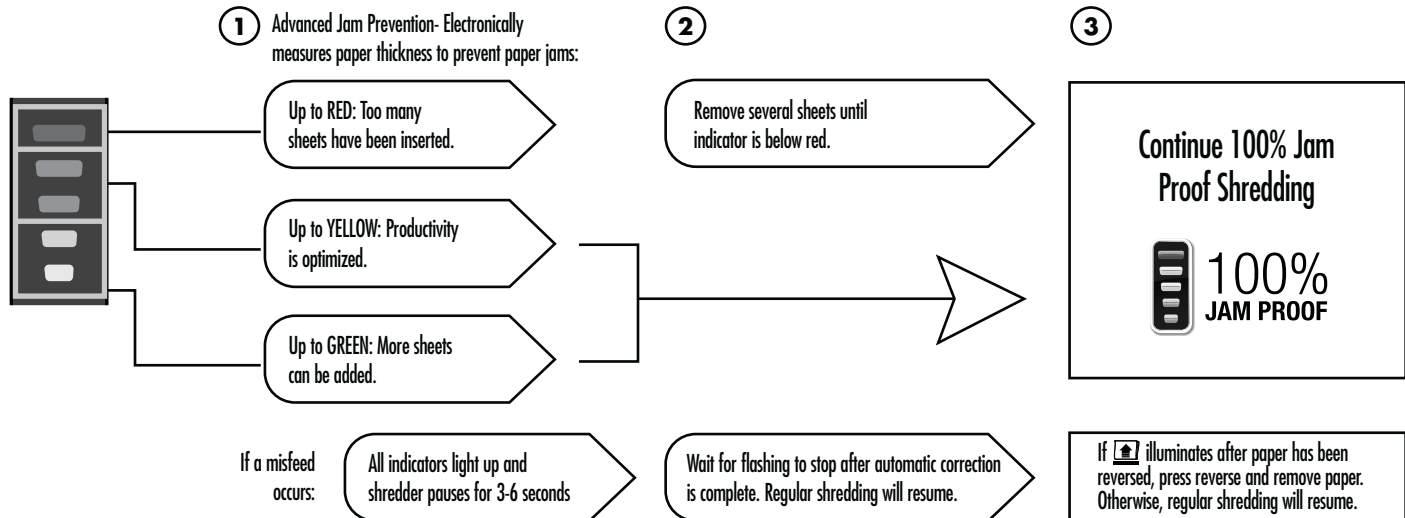 1
Advanced Jam Prevention- Electronically
measures paper thickness to prevent paper jams:
Up to RED: Too many
sheets have been inserted.
Up to YELLOW: Productivity
is optimized.
Up to GREEN: More sheets
can be added.
2
Remove several sheets until
indicator is below red.
3
Continue 100% Jam
Proof Shredding
100%
JAM PROOF
If a misfeed
occurs:
All indicators light up and
shredder pauses for 3-6 seconds
Wait for flashing to stop after automatic correction
is complete. Regular shredding will resume.
If illuminates after paper has been
reversed, press reverse and remove paper.
Otherwise, regular shredding will resume.